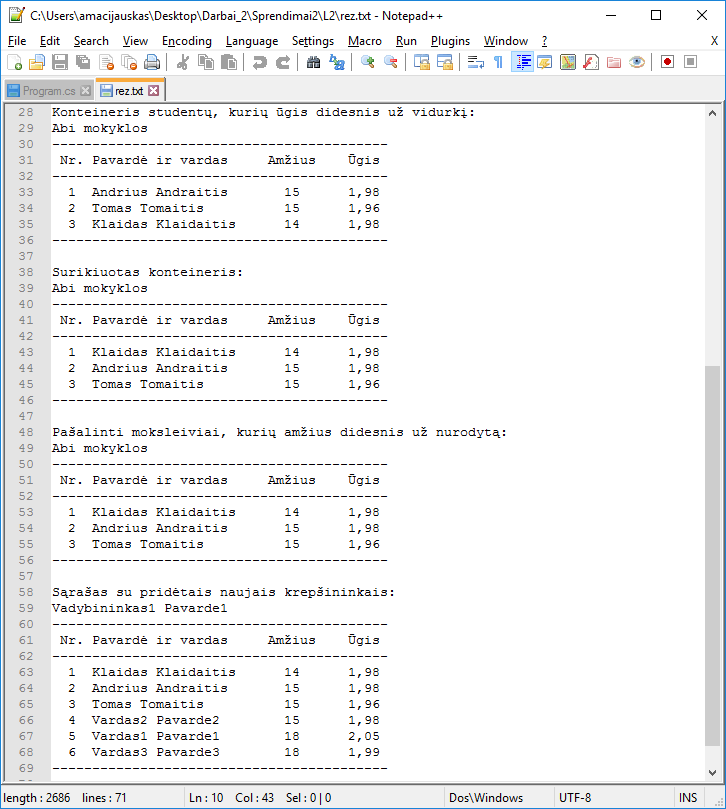 C:\Users\amacijauskas\Desktop\Darbai_2\Sprendimai2\L2\rez.txt - Notepad++
File Edit Search View Encoding Language Settings Macro Run Plugins Window ?
Program.cs rez.txt
28 Konteineris studentų, kurių ūgis didesnis už vidurkį:
29 Abi mokyklos
30 ------------------------------------------
31 Nr. Pavardė ir vardas Amžius Ūgis
32 ------------------------------------------
33 1 Andrius Andraitis 15 1,98
34 2 Tomas Tomaitis 15 1,96
35 3 Klaidas Klaidaitis 14 1,98
36 ------------------------------------------
37
38 Surikiuotas konteineris:
39 Abi mokyklos
40 ------------------------------------------
41 Nr. Pavardė ir vardas Amžius Ūgis
42 ------------------------------------------
43 1 Klaidas Klaidaitis 14 1,98
44 2 Andrius Andraitis 15 1,98
45 3 Tomas Tomaitis 15 1,96
46 ------------------------------------------
47
48 Pašalinti moksleiviai, kurių amžius didesnis už nurodytą:
49 Abi mokyklos
50 ------------------------------------------
51 Nr. Pavardė ir vardas Amžius Ūgis
52 ------------------------------------------
53 1 Klaidas Klaidaitis 14 1,98
54 2 Andrius Andraitis 15 1,98
55 3 Tomas Tomaitis 15 1,96
56 ------------------------------------------
57
58 Sąrašas su pridėtais naujais krepšininkais:
59 Vadybininkas1 Pavarde1
60 ------------------------------------------
61 Nr. Pavardė ir vardas Amžius Ūgis
62 ------------------------------------------
63 1 Klaidas Klaidaitis 14 1,98
64 2 Andrius Andraitis 15 1,98
65 3 Tomas Tomaitis 15 1,96
66 4 Vardas2 Pavarde2 15 1,98
67 5 Vardas1 Pavarde1 18 2,05
68 6 Vardas3 Pavarde3 18 1,99
69 ------------------------------------------
length : 2686 lines : 71 Ln : 10 Col : 43 Sel : 0 | 0 Dos\Windows UTF-8 INS